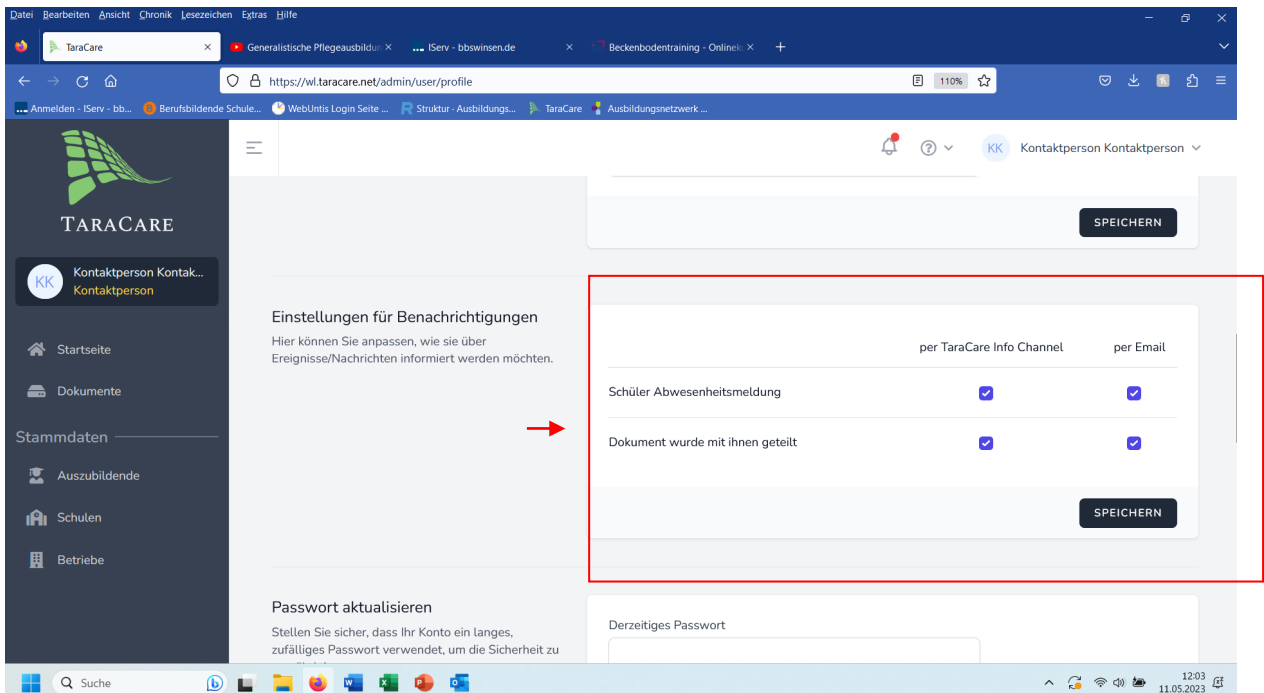 Datei Bearbeiten Ansicht Chronik Lesezeichen Extras Hilfe
TaraCare
Generalistische Pflegeausbildun
IServ - bbswinsen.de
Beckenbodentraining - Onlinek
https://wl.taracare.net/admin/user/profile
110%
Anmelden - IServ - bb...
Berufsbildende Schule...
WebUntis Login Seite ...
Struktur - Ausbildungs...
TaraCare
Ausbildungsnetzwerk ...
TARACARE
KK
Kontaktperson Kontaktperson
KK
Kontaktperson Kontak...
Kontaktperson
Startseite
Dokumente
Stammdaten
Auszubildende
Schulen
Betriebe
SPEICHERN
Einstellungen für Benachrichtigungen
Hier können Sie anpassen, wie sie über
Ereignisse/Nachrichten informiert werden möchten.
per TaraCare Info Channel per Email
Schüler Abwesenheitsmeldung
Dokument wurde mit ihnen geteilt
SPEICHERN
Passwort aktualisieren
Stellen Sie sicher, dass Ihr Konto ein langes,
zufälliges Passwort verwendet, um die Sicherheit zu
Derzeitiges Passwort
Suche
12:03
11.05.2023